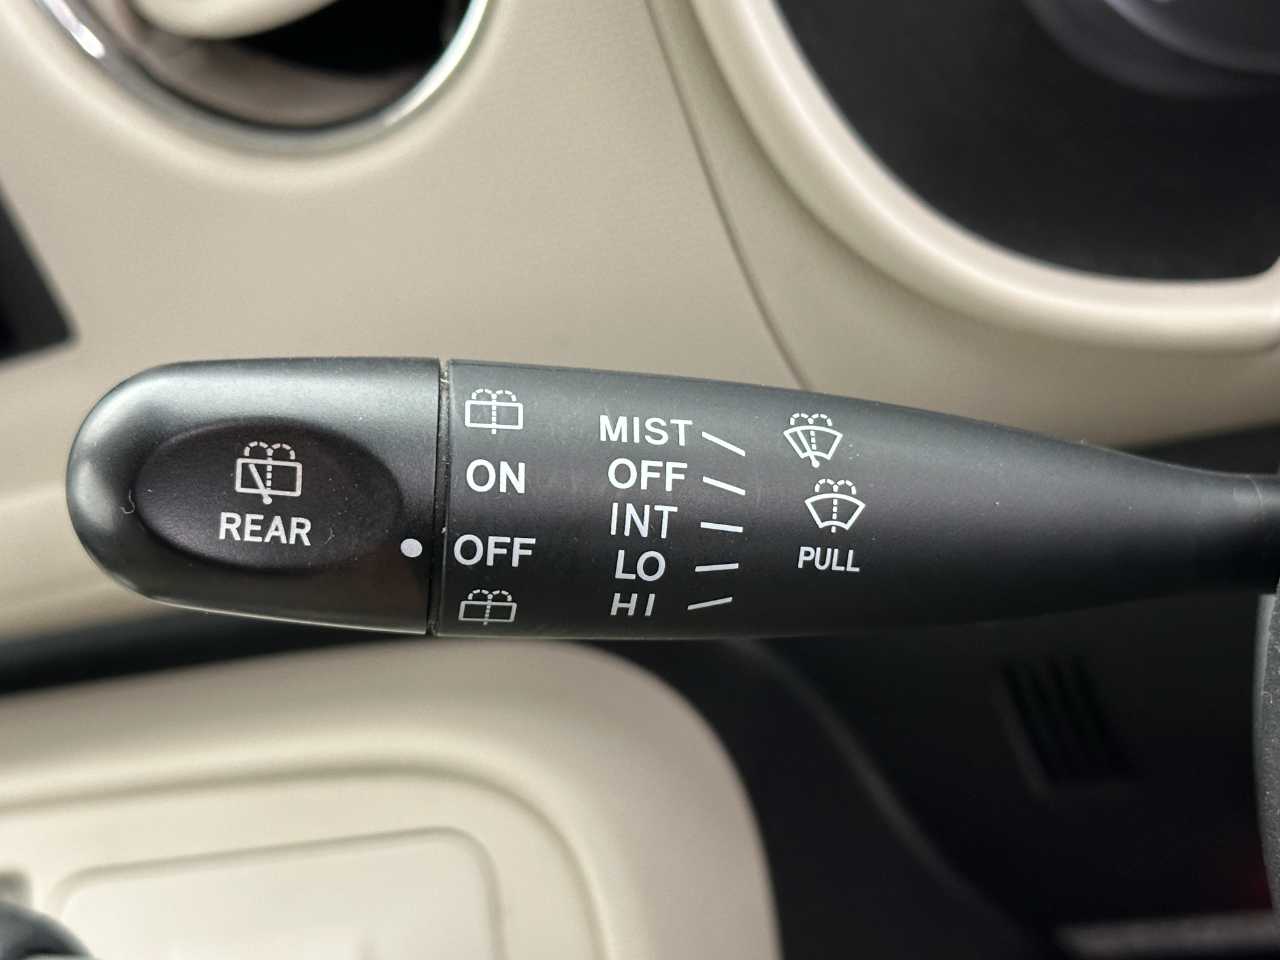 REAR
ON
OFF
MIST
OFF
INT
LO
HI
PULL